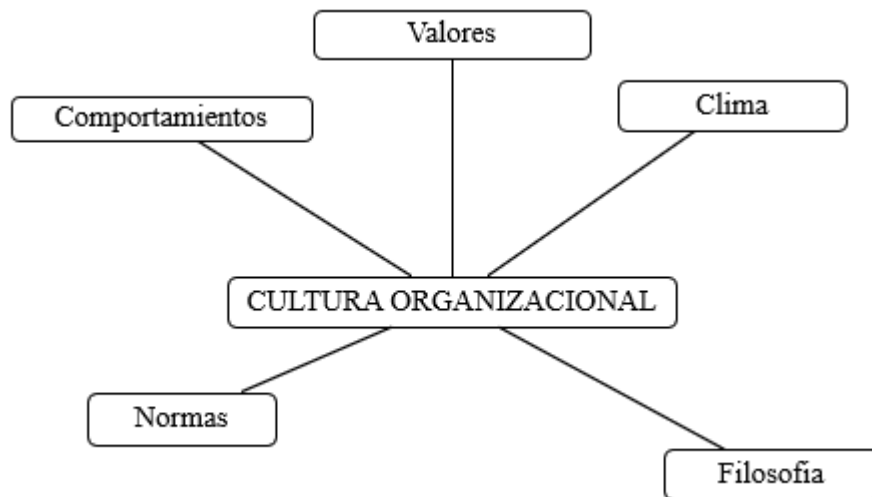 Valores
Clima
Comportamientos
CULTURA ORGANIZACIONAL
Normas
Filosofía